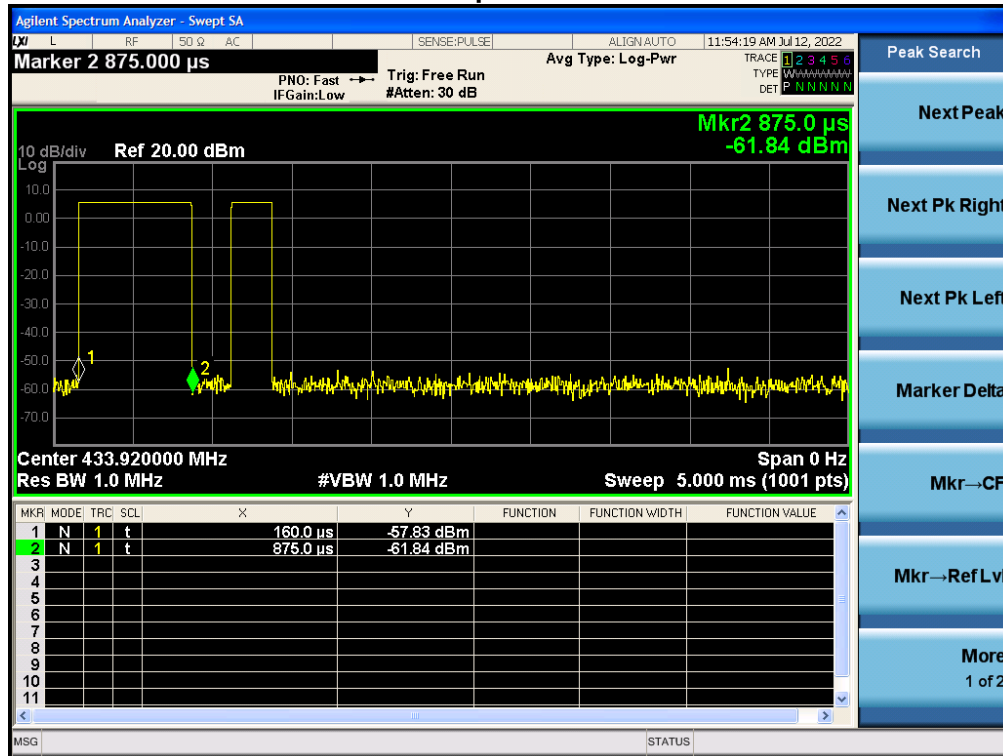 Agilent Spectrum Analyzer - Swept SA
LXI L RF 50 Ω AC SENSE:PULSE ALIGN AUTO 11:54:19 AM Jul 12, 2022
Marker 2 875.000 µs
PNO: Fast
IFGain:Low
Trig: Free Run
#Atten: 30 dB
Avg Type: Log-Pwr
TRACE 1 2 3 4 5 6
TYPE W
DET P N N N N N
Mkr2 875.0 µs
-61.84 dBm
10 dB/div Ref 20.00 dBm
Log
10.0
0.00
-10.0
-20.0
-30.0
-40.0
-50.0
-60.0
-70.0
1
2
Center 433.920000 MHz Span 0 Hz
Res BW 1.0 MHz #VBW 1.0 MHz Sweep 5.000 ms (1001 pts)
MKR MODE TRC SCL X Y FUNCTION FUNCTION WIDTH FUNCTION VALUE
1 N 1 t 160.0 µs -57.83 dBm
2 N 1 t 875.0 µs -61.84 dBm
3
4
5
6
7
8
9
10
11
MSG STATUS
Peak Search
Next Peak
Next Pk Right
Next Pk Left
Marker Delta
Mkr→CF
Mkr→Ref Lvl
More
1 of 2